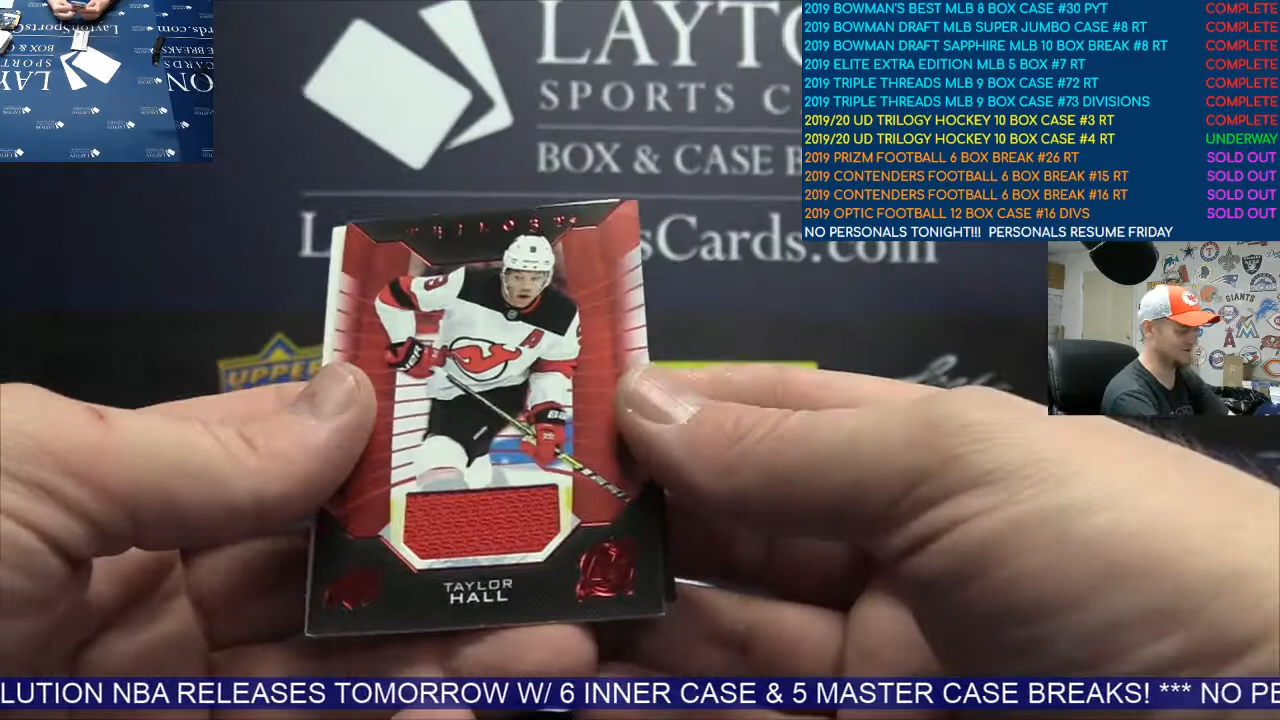 LAYTO
SPORTS C
BOX & CASE B
L sCards.com
LAYTON
2019 BOWMAN'S BEST MLB 8 BOX CASE #30 PYT COMPLETE
2019 BOWMAN DRAFT MLB SUPER JUMBO CASE #8 RT COMPLETE
2019 BOWMAN DRAFT SAPPHIRE MLB 10 BOX BREAK #8 RT COMPLETE
2019 ELITE EXTRA EDITION MLB 5 BOX #7 RT COMPLETE
2019 TRIPLE THREADS MLB 9 BOX CASE #72 RT COMPLETE
2019 TRIPLE THREADS MLB 9 BOX CASE #73 DIVISIONS COMPLETE
2019/20 UD TRILOGY HOCKEY 10 BOX CASE #3 RT COMPLETE
2019/20 UD TRILOGY HOCKEY 10 BOX CASE #4 RT UNDERWAY
2019 PRIZM FOOTBALL 6 BOX BREAK #26 RT SOLD OUT
2019 CONTENDERS FOOTBALL 6 BOX BREAK #15 RT SOLD OUT
2019 CONTENDERS FOOTBALL 6 BOX BREAK #16 RT SOLD OUT
2019 OPTIC FOOTBALL 12 BOX CASE #16 DIVS SOLD OUT
NO PERSONALS TONIGHT!!! PERSONALS RESUME FRIDAY
GIANTS
TRILOGY
UPPER
TAYLOR
HALL
LUTION NBA RELEASES TOMORROW W/ 6 INNER CASE & 5 MASTER CASE BREAKS! *** NO PE